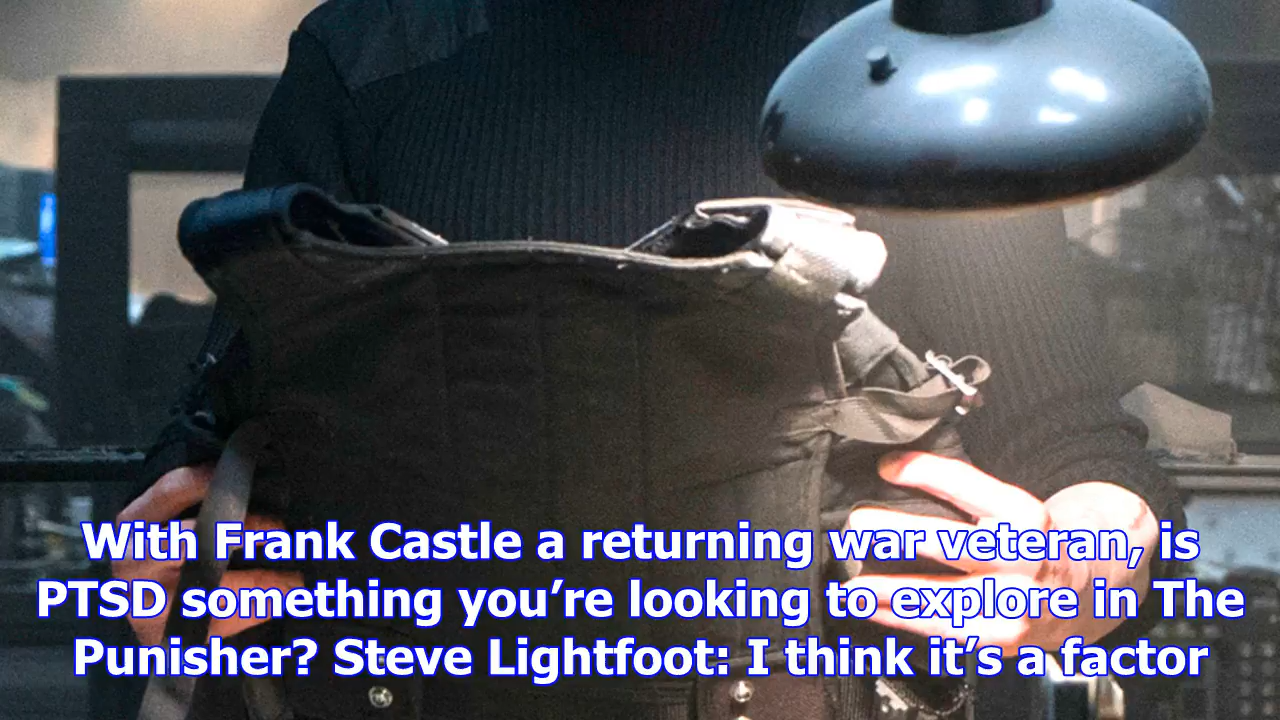 With Frank Castle a returning war veteran, is
PTSD something you’re looking to explore in The
Punisher? Steve Lightfoot: I think it’s a factor